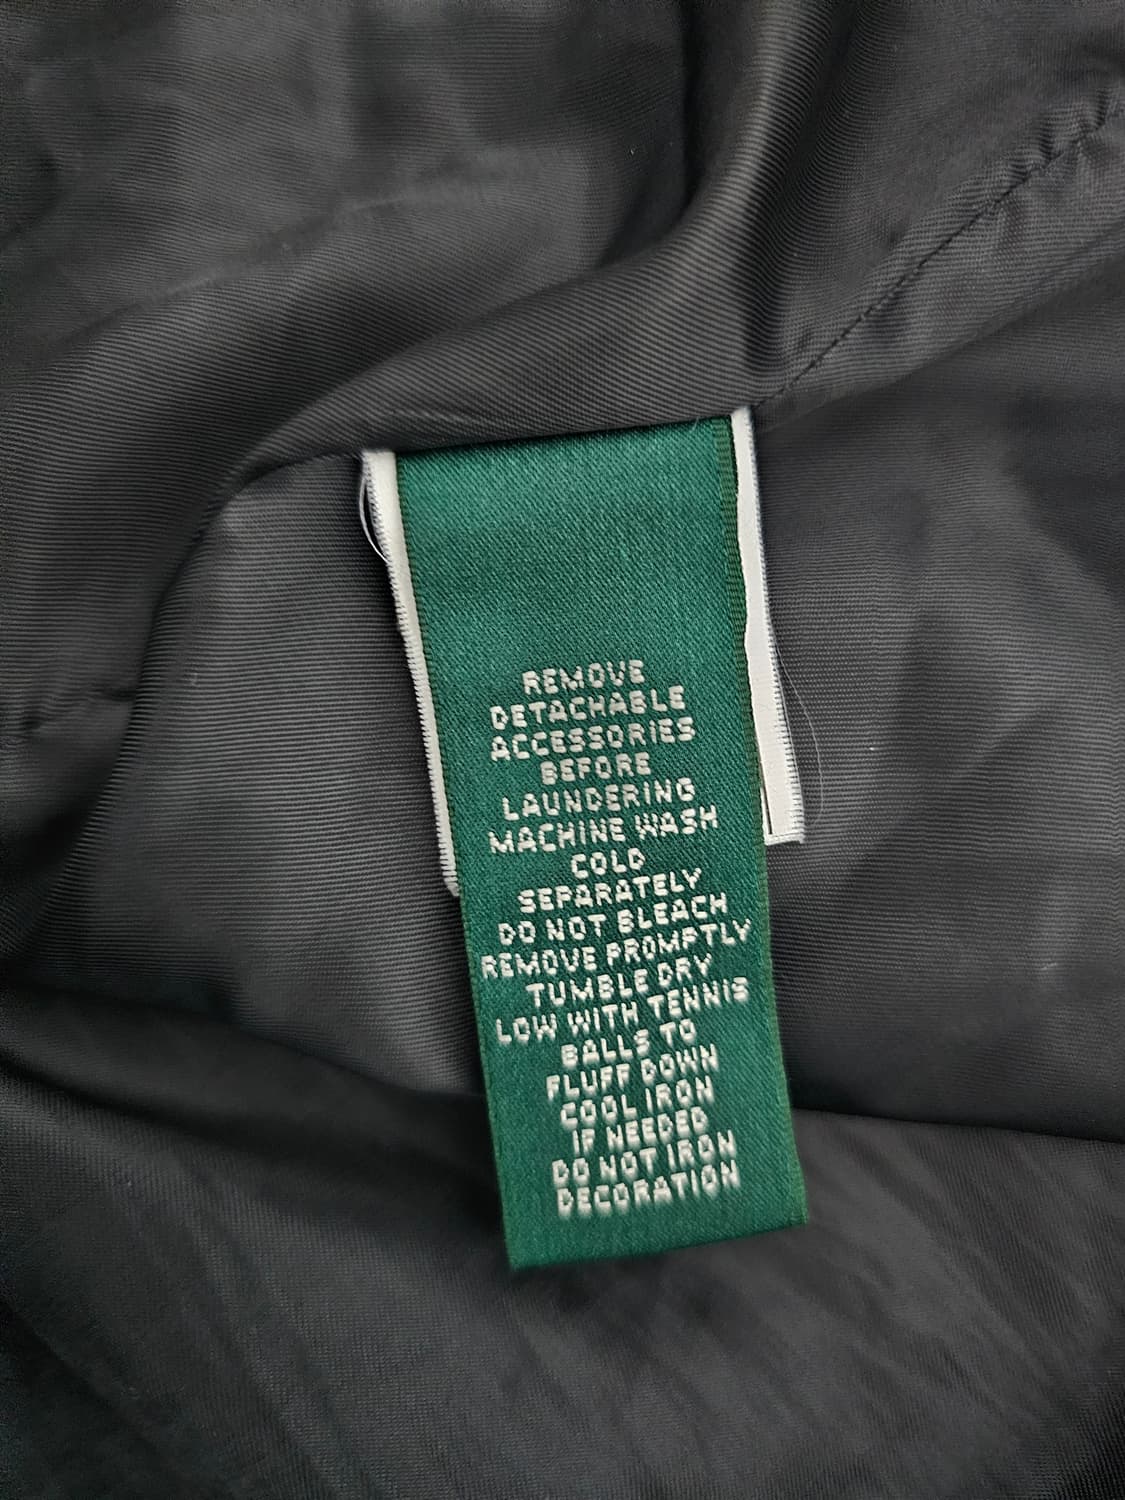 REMOVE
DETACHABLE
ACCESSORIES
BEFORE
LAUNDERING
MACHINE WASH
COLD
SEPARATELY
DO NOT BLEACH
REMOVE PROMPTLY
TUMBLE DRY
LOW WITH TENNIS
BALLS TO
FLUFF DOWN
COOL IRON
IF NEEDED
DO NOT IRON
DECORATION